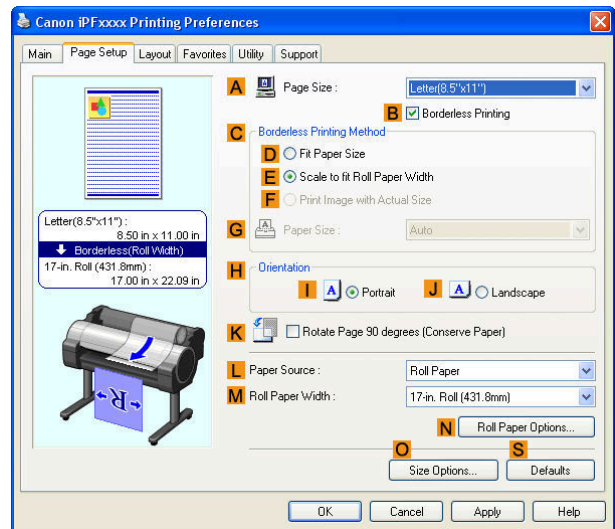 Canon iPFxxxx Printing Preferences
Main Page Setup Layout Favorites Utility Support
A Page Size : Letter(8.5"x11")
B Borderless Printing
C Borderless Printing Method
D Fit Paper Size
E Scale to fit Roll Paper Width
F Print Image with Actual Size
G Paper Size : Auto
Letter(8.5"x11") :
8.50 in x 11.00 in
Borderless(Roll Width)
17-in. Roll (431.8mm) :
17.00 in x 22.09 in
R
H Orientation
I A Portrait J A Landscape
K Rotate Page 90 degrees (Conserve Paper)
L Paper Source : Roll Paper
M Roll Paper Width : 17-in. Roll (431.8mm)
N Roll Paper Options...
O S
Size Options... Defaults
OK Cancel Apply Help